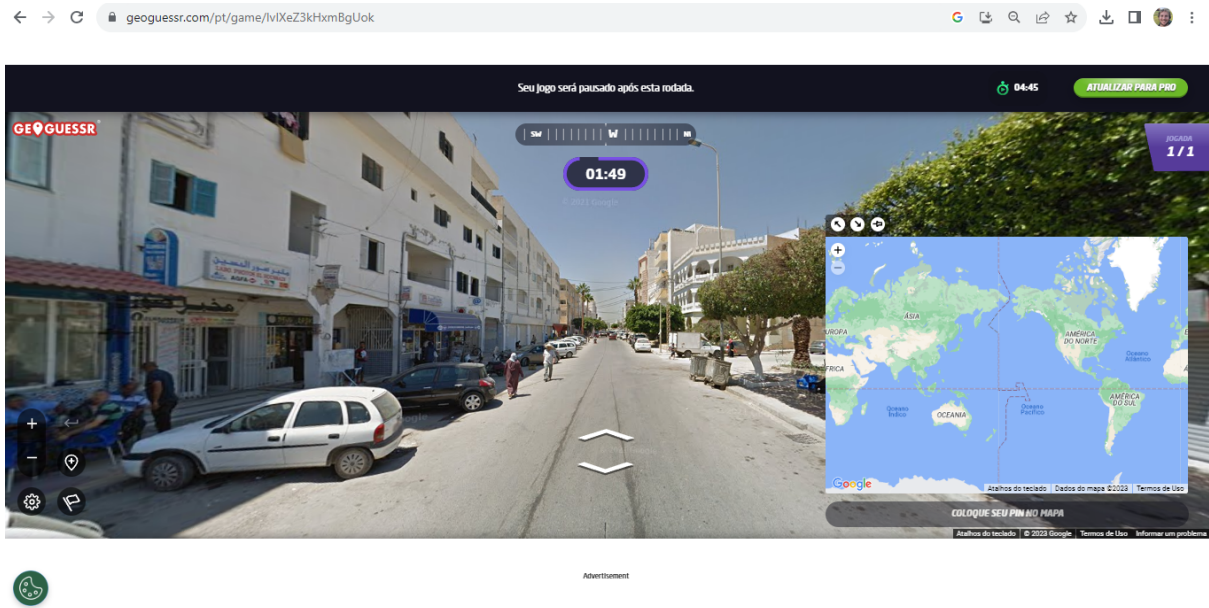 geoguessr.com/pt/game/IvIXeZ3kHxmBgUok
Seu jogo será pausado após esta rodada.
04:45
ATUALIZAR PARA PRO
GEOGUESSR
SW
W
JOGADA
1 / 1
01:49
© 2023 Google
AGFA
ÁSIA
EUROPA
AMÉRICA
DO NORTE
Oceano
Atlântico
AMÉRICA
DO SUL
Oceano
Índico
OCEANIA
Oceano
Pacífico
Google
Atalhos do teclado
Dados do mapa ©2023
Termos de Uso
COLOQUE SEU PIN NO MAPA
Atalhos do teclado
© 2023 Google
Termos de Uso
Informar um problema
Advertisement